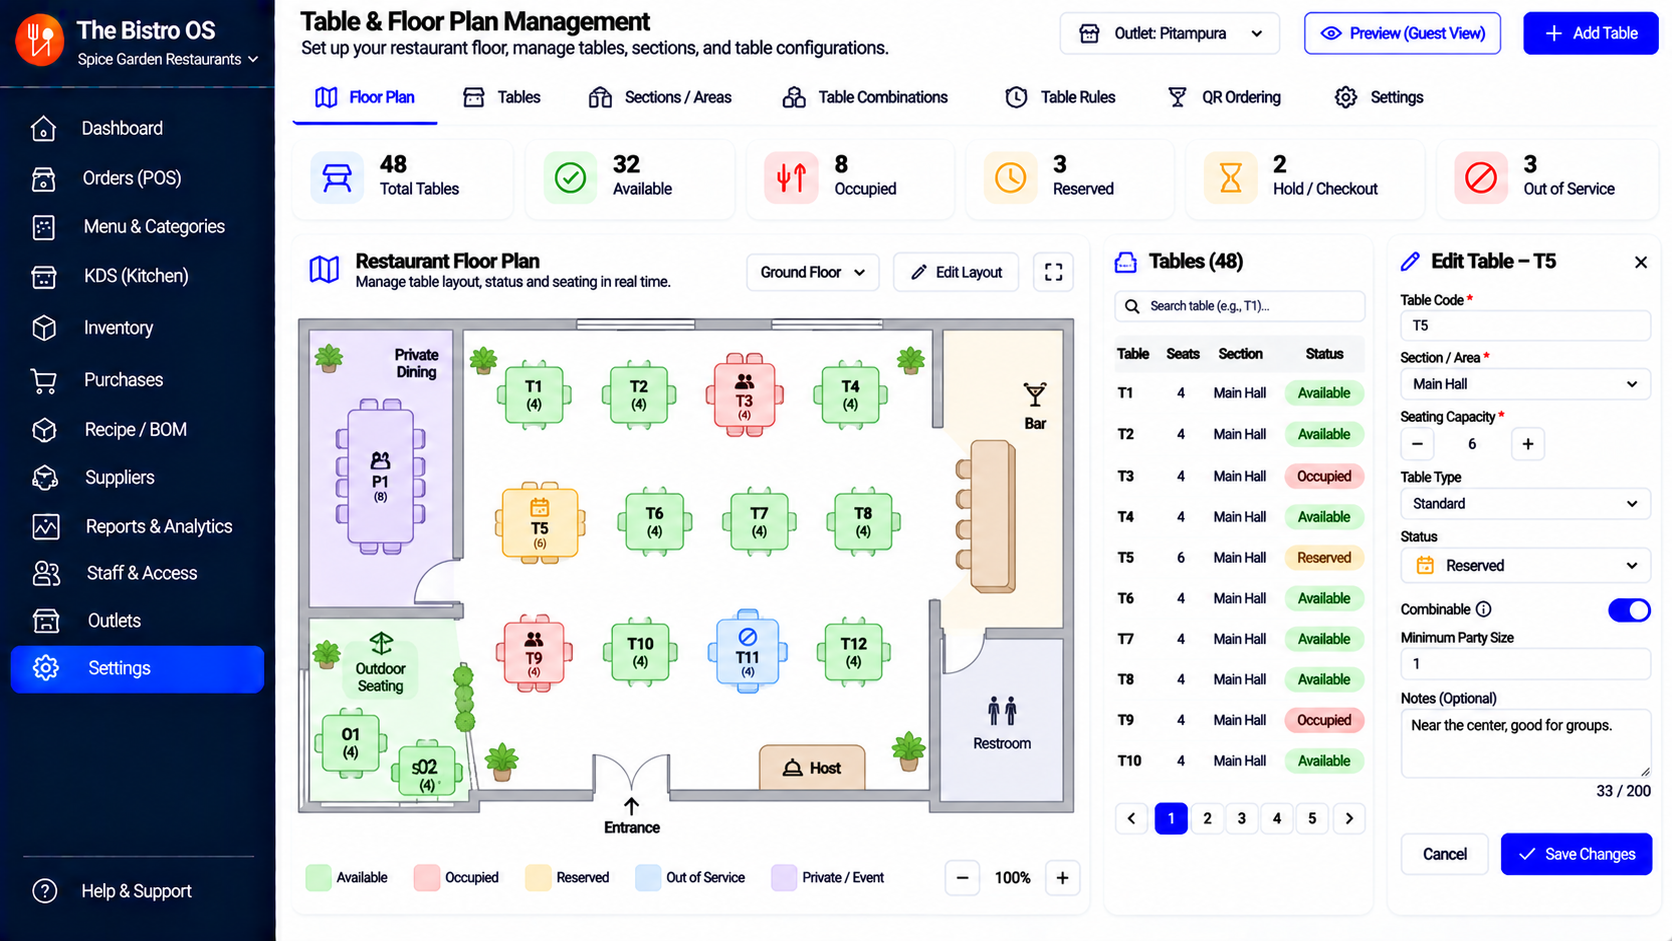 The Bistro OS
Spice Garden Restaurants
Dashboard
Orders (POS)
Menu & Categories
KDS (Kitchen)
Inventory
Purchases
Recipe / BOM
Suppliers
Reports & Analytics
Staff & Access
Outlets
Settings
Help & Support
Table & Floor Plan Management
Set up your restaurant floor, manage tables, sections, and table configurations.
Outlet: Pitampura
Preview (Guest View)
+ Add Table
Floor Plan
Tables
Sections / Areas
Table Combinations
Table Rules
QR Ordering
Settings
48
Total Tables
32
Available
8
Occupied
3
Reserved
2
Hold / Checkout
3
Out of Service
Restaurant Floor Plan
Manage table layout, status and seating in real time.
Ground Floor
Edit Layout
Private
Dining
P1
(8)
T1
(4)
T2
(4)
T3
(4)
T4
(4)
Bar
T5
(6)
T6
(4)
T7
(4)
T8
(4)
T9
(4)
T10
(4)
T11
(4)
T12
(4)
Outdoor
Seating
O1
(4)
sO2
(4)
Restroom
Host
Entrance
Available
Occupied
Reserved
Out of Service
Private / Event
− 100% +
Tables (48)
Search table (e.g., T1)...
Table Seats Section Status
T1 4 Main Hall Available
T2 4 Main Hall Available
T3 4 Main Hall Occupied
T4 4 Main Hall Available
T5 6 Main Hall Reserved
T6 4 Main Hall Available
T7 4 Main Hall Available
T8 4 Main Hall Available
T9 4 Main Hall Occupied
T10 4 Main Hall Available
1 2 3 4 5
Edit Table – T5
Table Code *
T5
Section / Area *
Main Hall
Seating Capacity *
− 6 +
Table Type
Standard
Status
Reserved
Combinable
Minimum Party Size
1
Notes (Optional)
Near the center, good for groups.
33 / 200
Cancel
Save Changes